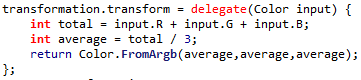 transformation.transform = delegate(Color input) {
int total = input.R + input.G + input.B;
int average = total / 3;
return Color.FromArgb(average,average,average);
};